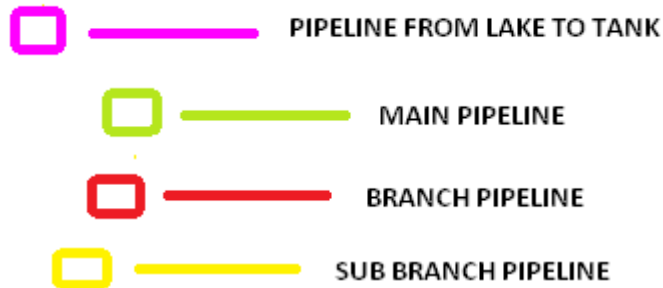 PIPELINE FROM LAKE TO TANK
MAIN PIPELINE
BRANCH PIPELINE
SUB BRANCH PIPELINE